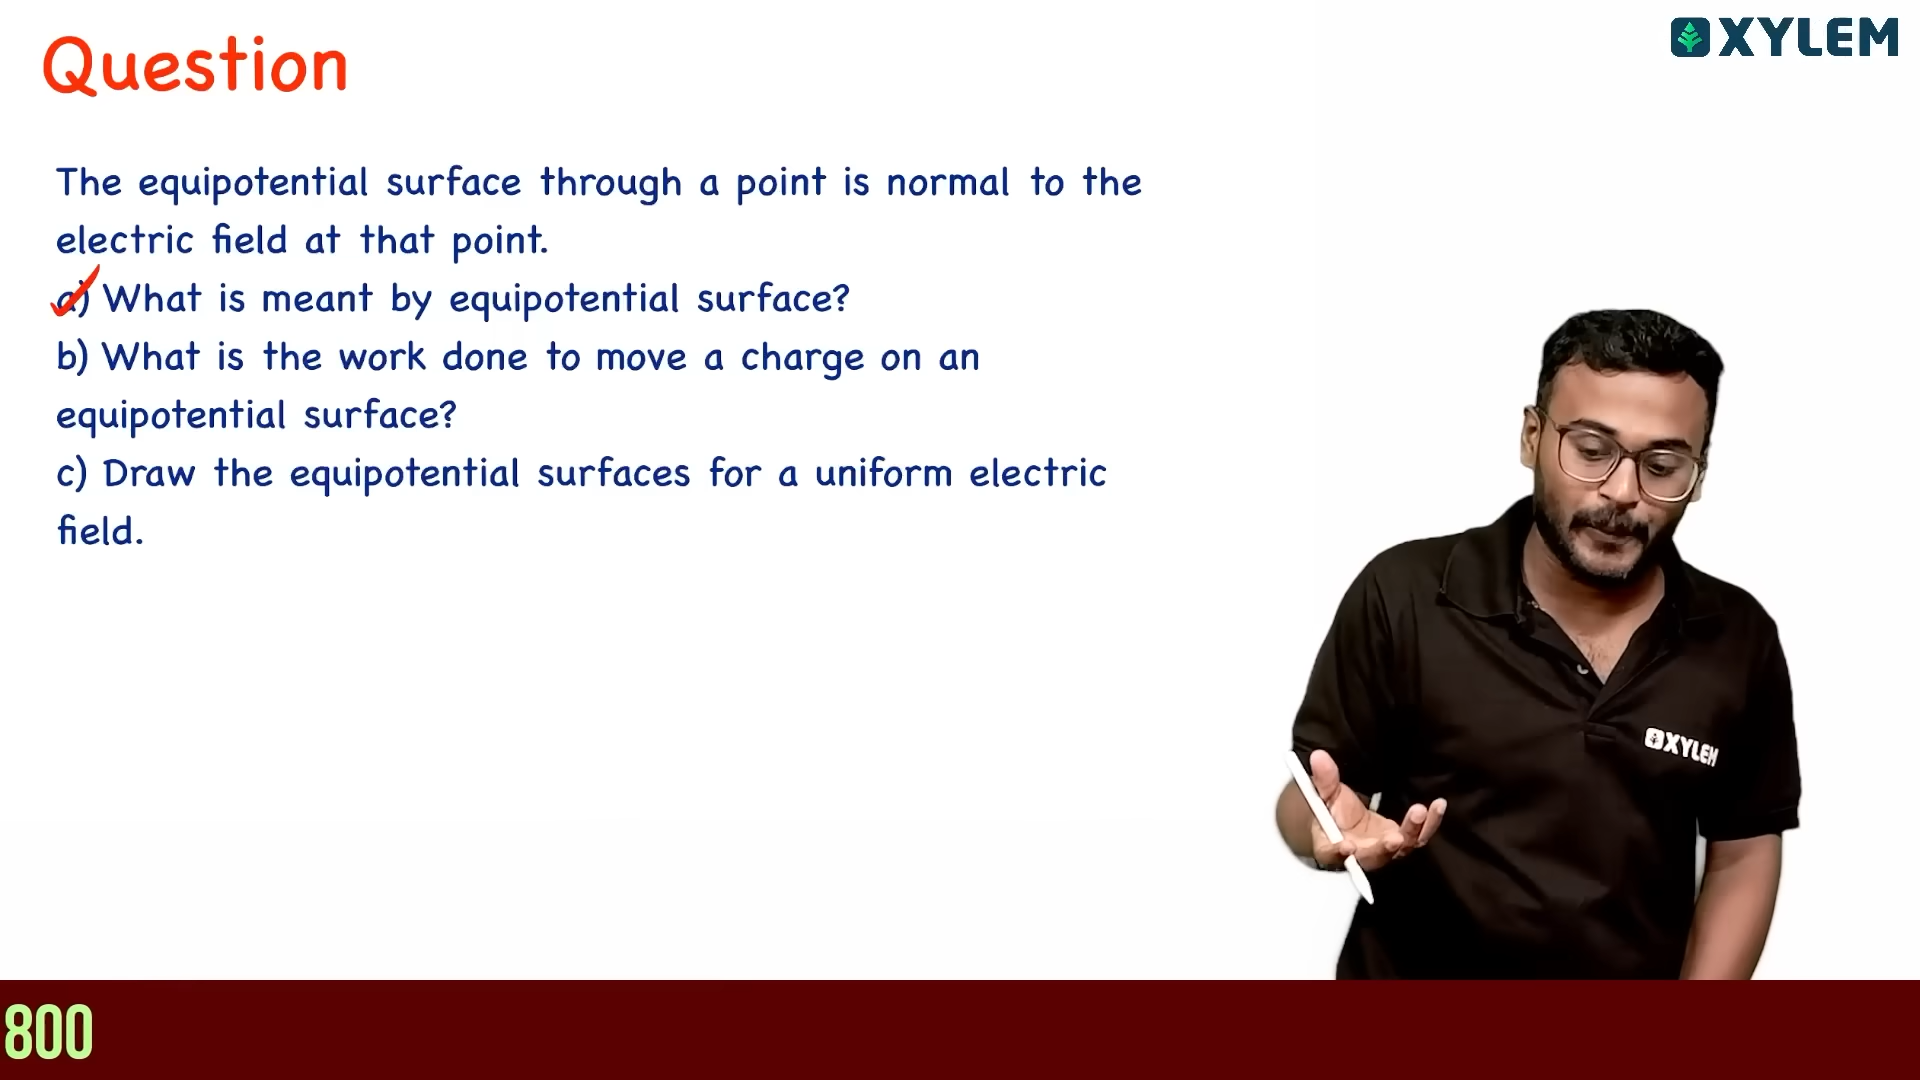 Question
XYLEM
The equipotential surface through a point is normal to the
electric field at that point.
a) What is meant by equipotential surface?
b) What is the work done to move a charge on an
equipotential surface?
c) Draw the equipotential surfaces for a uniform electric
field.
XYLEM
800